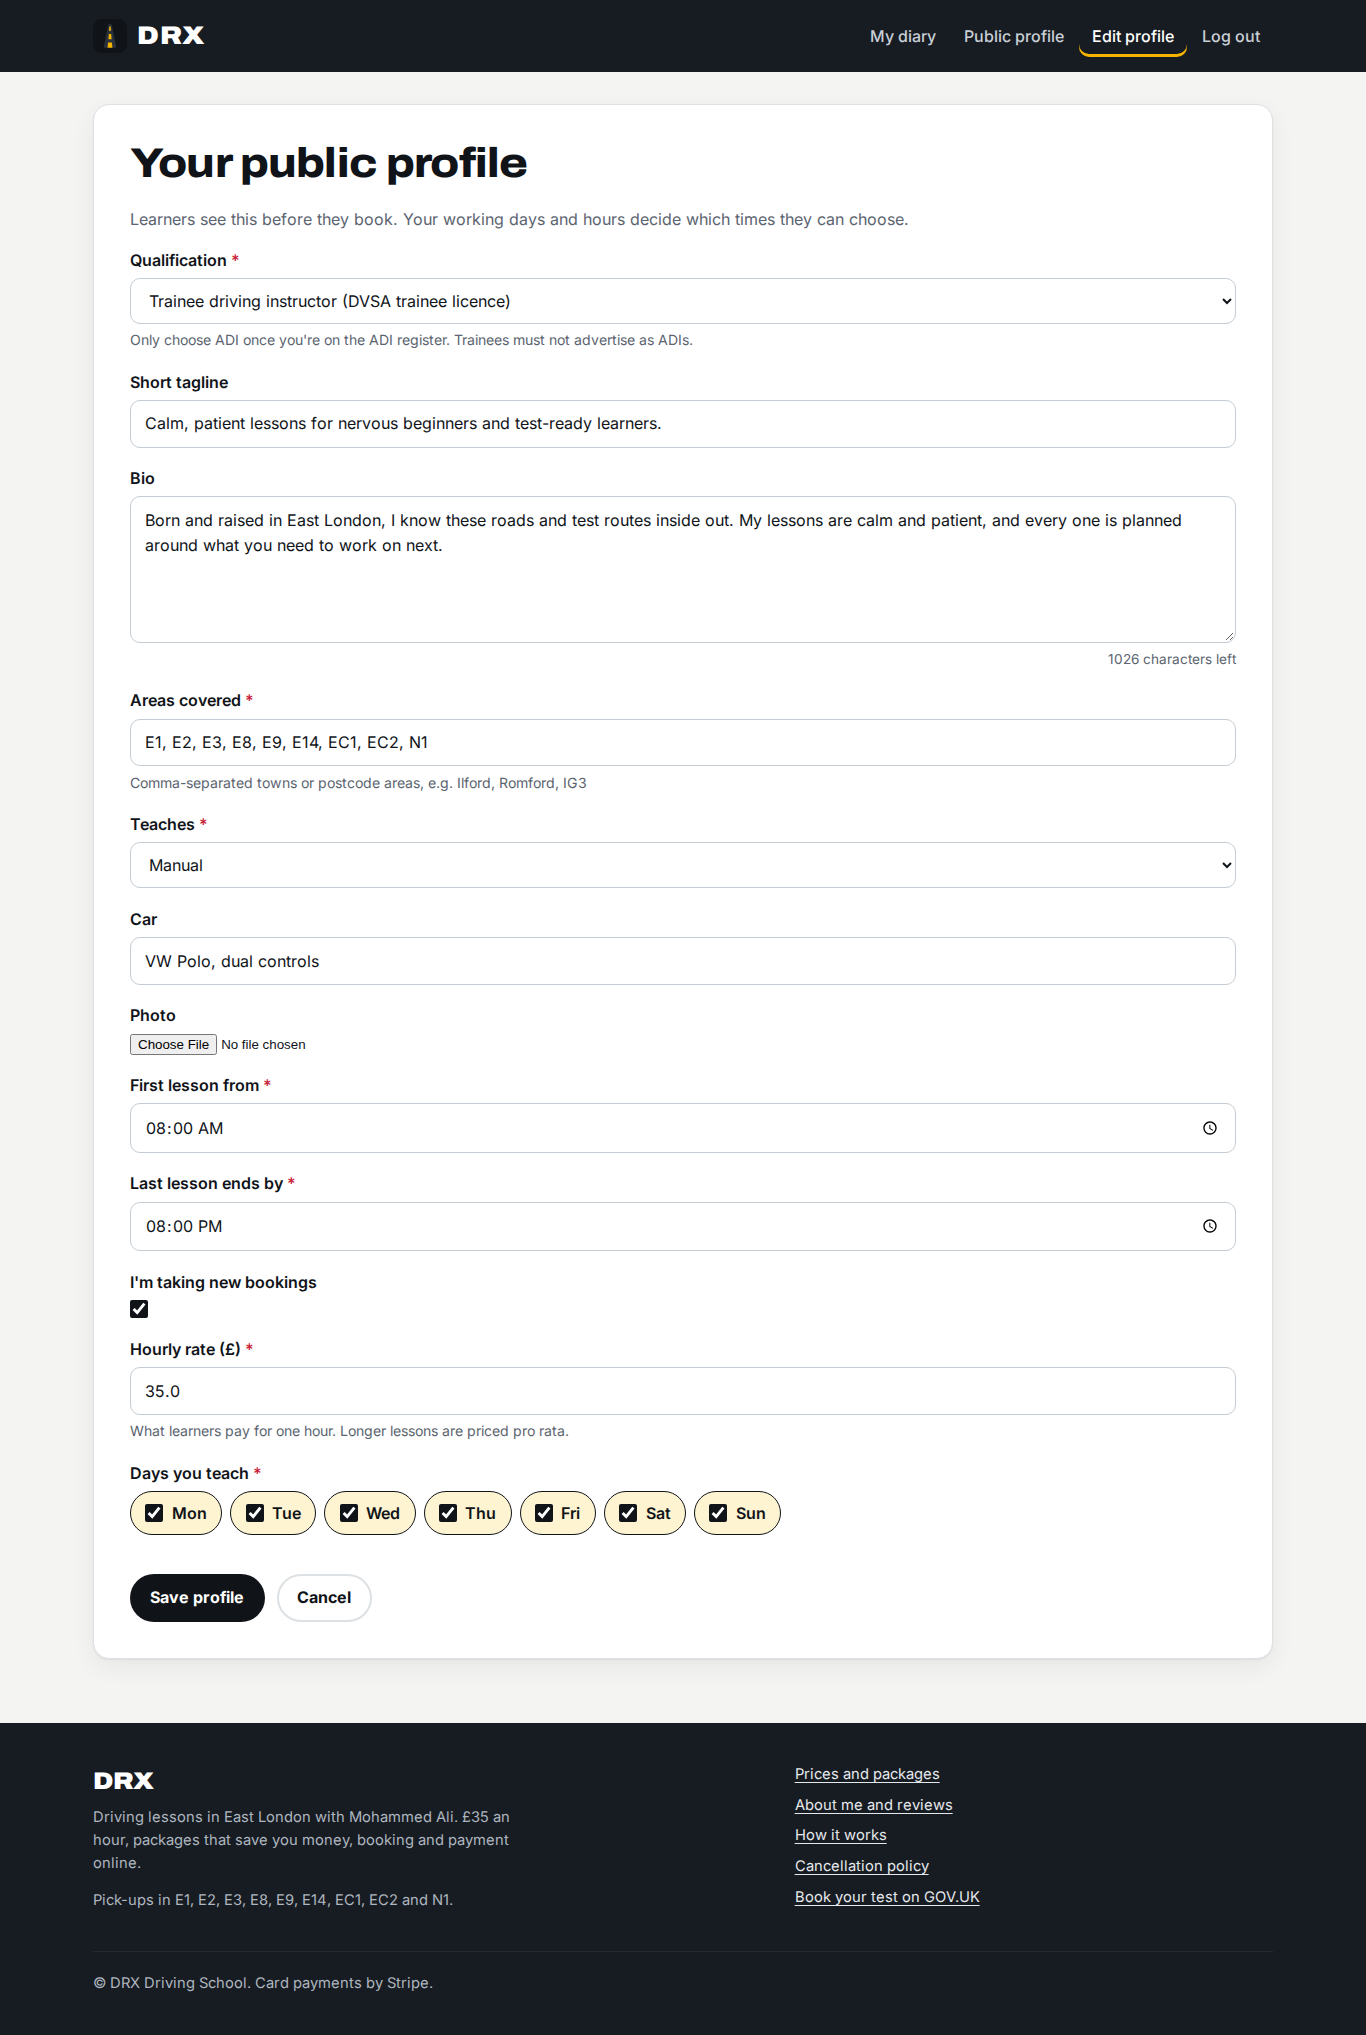 DRX
My diary
Public profile
Edit profile
Log out
Your public profile
Learners see this before they book. Your working days and hours decide which times they can choose.
Qualification *
Trainee driving instructor (DVSA trainee licence)
Only choose ADI once you're on the ADI register. Trainees must not advertise as ADIs.
Short tagline
Calm, patient lessons for nervous beginners and test-ready learners.
Bio
Born and raised in East London, I know these roads and test routes inside out. My lessons are calm and patient, and every one is planned
around what you need to work on next.
1026 characters left
Areas covered *
E1, E2, E3, E8, E9, E14, EC1, EC2, N1
Comma-separated towns or postcode areas, e.g. Ilford, Romford, IG3
Teaches *
Manual
Car
VW Polo, dual controls
Photo
Choose File No file chosen
First lesson from *
08:00 AM
Last lesson ends by *
08:00 PM
I'm taking new bookings
Hourly rate (£) *
35.0
What learners pay for one hour. Longer lessons are priced pro rata.
Days you teach *
Mon
Tue
Wed
Thu
Fri
Sat
Sun
Save profile
Cancel
DRX
Driving lessons in East London with Mohammed Ali. £35 an
hour, packages that save you money, booking and payment
online.
Pick-ups in E1, E2, E3, E8, E9, E14, EC1, EC2 and N1.
Prices and packages
About me and reviews
How it works
Cancellation policy
Book your test on GOV.UK
© DRX Driving School. Card payments by Stripe.